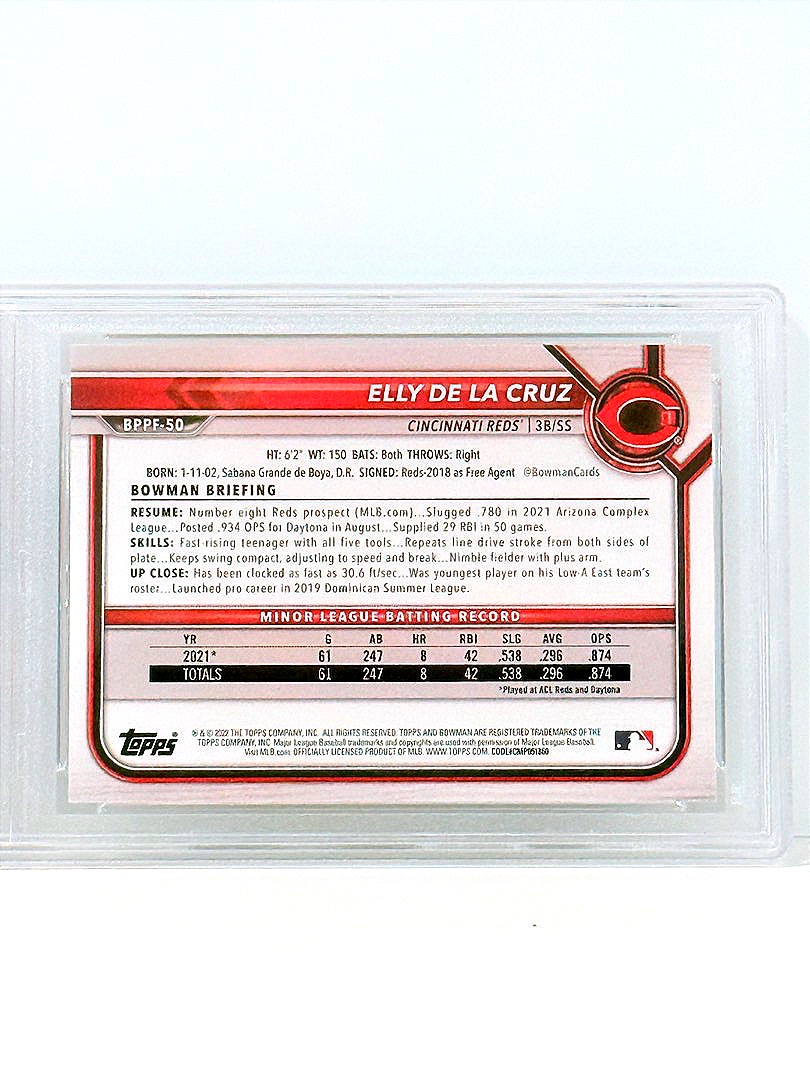 ELLY DE LA CRUZ
BPPF-50
CINCINNATI REDS | 3B/SS
HT: 6'2" WT: 150 BATS: Both THROWS: Right
BORN: 1-11-02, Sabana Grande de Boya, D.R. SIGNED: Reds-2018 as Free Agent @BowmanCards
BOWMAN BRIEFING
RESUME: Number eight Reds prospect (MLB.com)...Slugged .780 in 2021 Arizona Complex
League...Posted .934 OPS for Daytona in August...Supplied 29 RBI in 50 games.
SKILLS: Fast-rising teenager with all five tools...Repeats line drive stroke from both sides of
plate...Keeps swing compact, adjusting to speed and break...Nimble fielder with plus arm.
UP CLOSE: Has been clocked as fast as 30.6 ft/sec...Was youngest player on his Low-A East team's
roster...Launched pro career in 2019 Dominican Summer League.
MINOR LEAGUE BATTING RECORD
YR G AB HR RBI SLG AVG OPS
2021* 61 247 8 42 .538 .296 .874
TOTALS 61 247 8 42 .538 .296 .874
*Played at ACL Reds and Daytona
Topps
® & © 2022 THE TOPPS COMPANY, INC. ALL RIGHTS RESERVED. TOPPS AND BOWMAN ARE REGISTERED TRADEMARKS OF THE
TOPPS COMPANY, INC. Major League Baseball trademarks and copyrights are used with permission of Major League Baseball.
Visit MLB.com. OFFICIALLY LICENSED PRODUCT OF MLB. WWW.TOPPS.COM. CODE#CMP051860